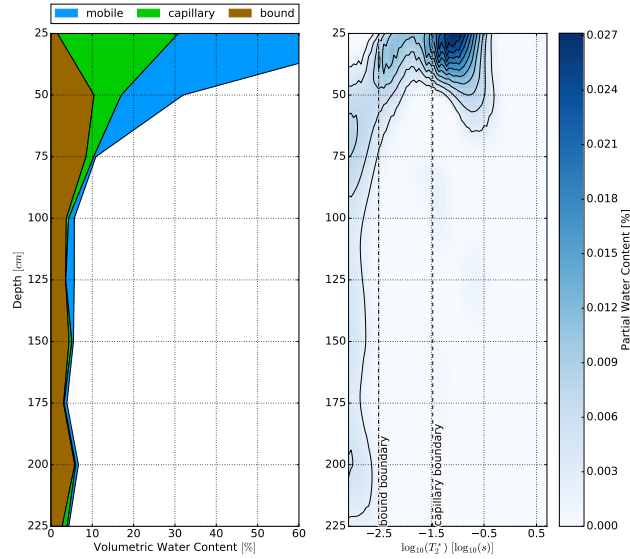 mobile capillary bound
25 25 0.027
50 50 0.024
75 75 0.021
100 100 0.018
125 125 0.015
150 150 0.012
175 175 0.009
200 200 0.006
225 225 0.003
0.000
Depth [cm]
bound boundary
capillary boundary
Partial Water Content [%]
0 10 20 30 40 50 60
−2.5 −1.5 −0.5 0.5
Volumetric Water Content [%]
log₁₀(T₂*) [log₁₀(s)]